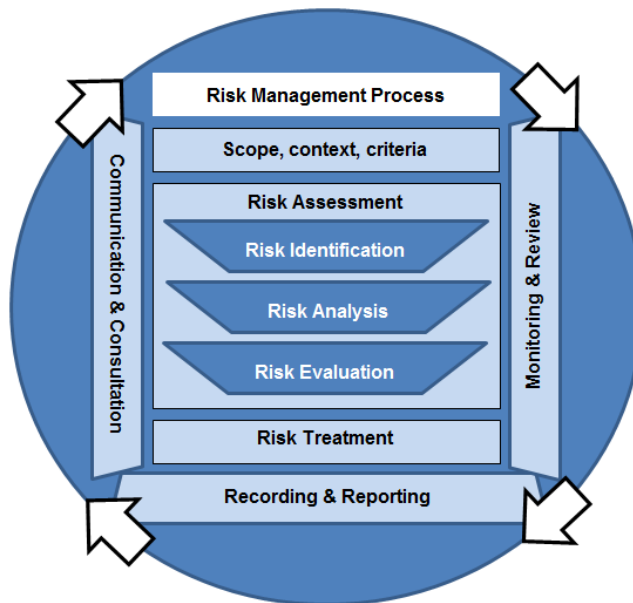 Risk Management Process
Scope, context, criteria
Communication & Consultation
Risk Assessment
Risk Identification
Risk Analysis
Risk Evaluation
Monitoring & Review
Risk Treatment
Recording & Reporting